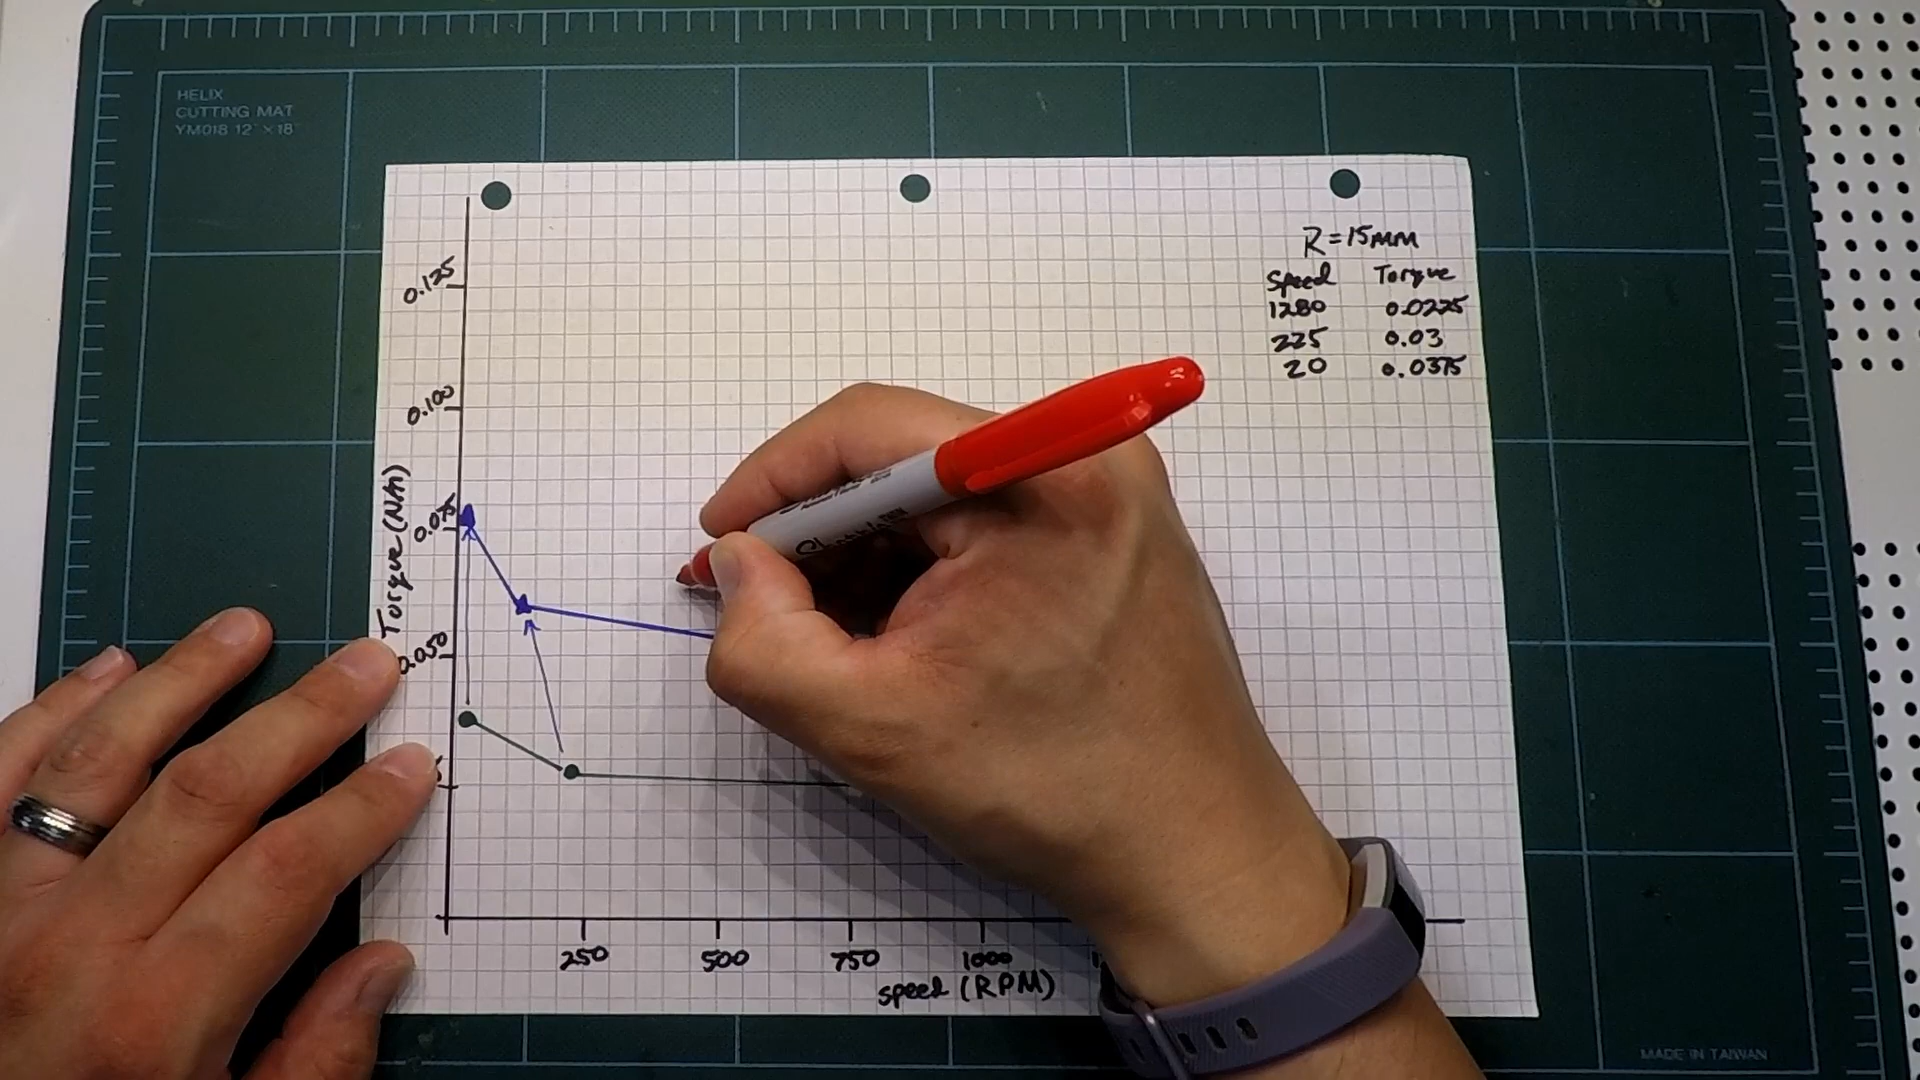 HELIX
CUTTING MAT
YM018 12" × 18"
R = 15mm
Speed Torque
1280 0.0225
225 0.03
20 0.0375
0.125
0.100
0.075
0.050
Torque (Nm)
250 500 750 1000
speed (RPM)
MADE IN TAIWAN